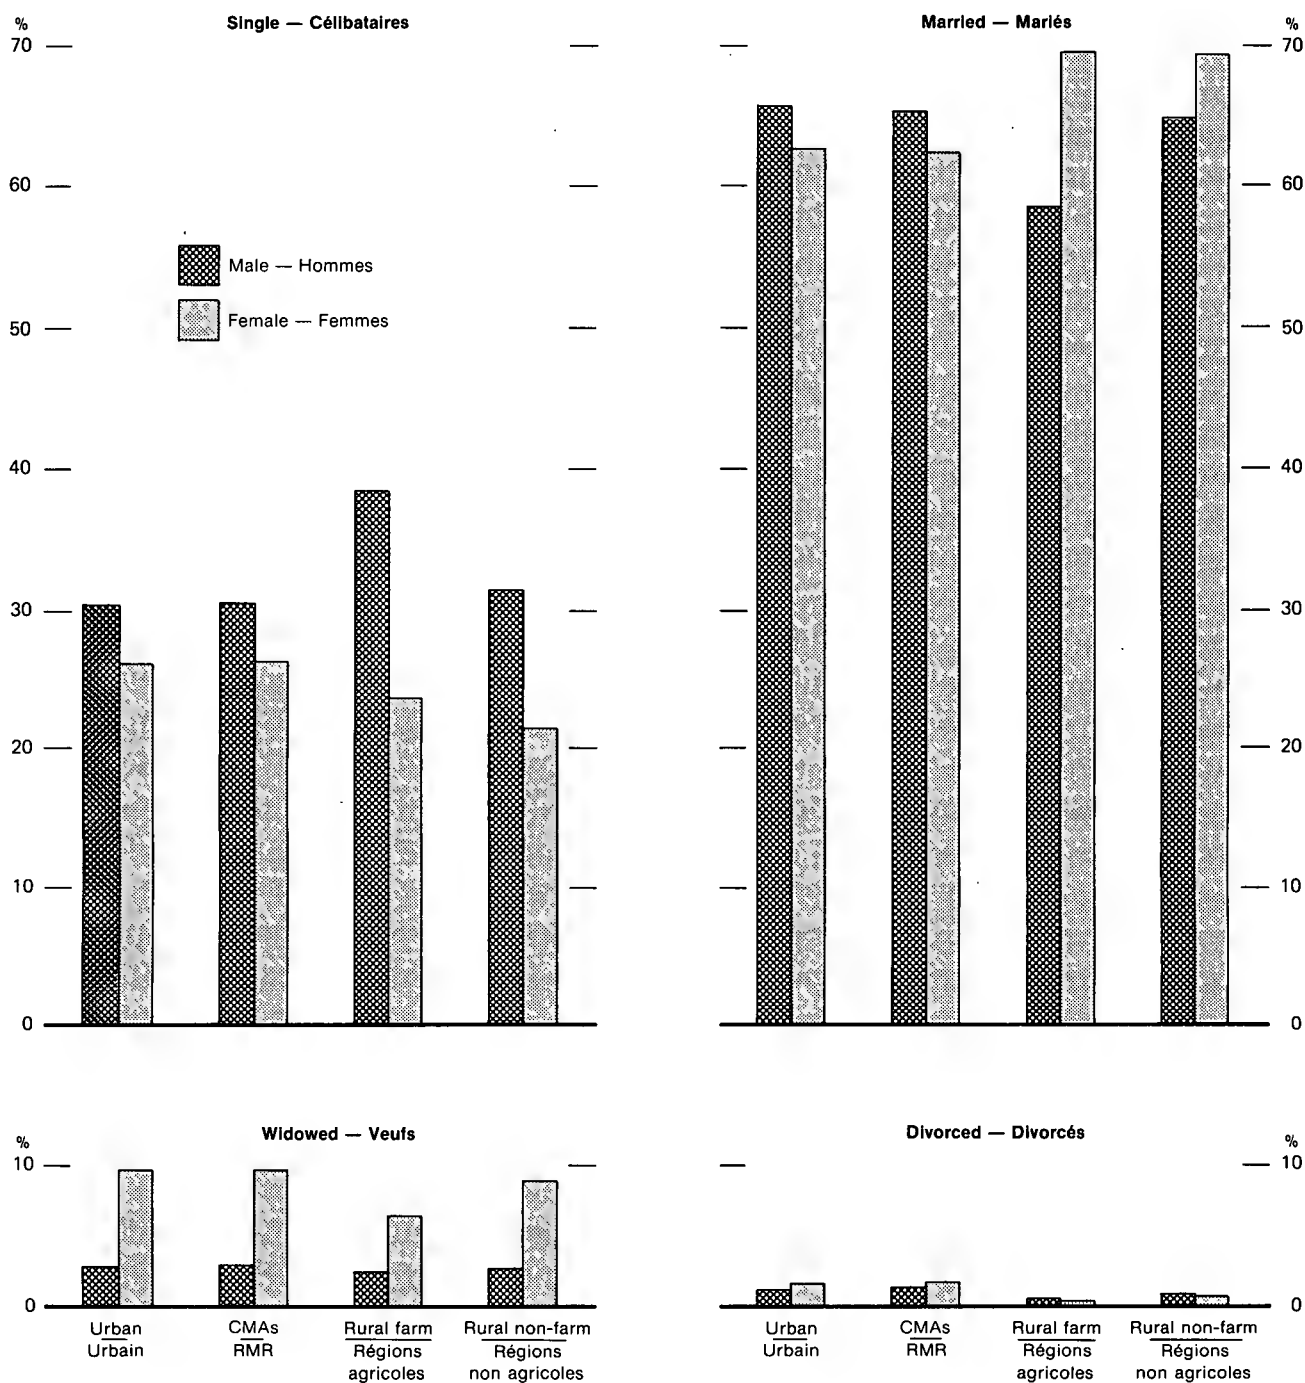 Single — Célibataires
%
70
60
50
40
30
20
10
0
Male — Hommes
Female — Femmes
Married — Mariés
%
70
60
50
40
30
20
10
0
Widowed — Veufs
%
10
0
Urban
Urbain
CMAs
RMR
Rural farm
Régions
agricoles
Rural non-farm
Régions
non agricoles
Divorced — Divorcés
%
10
0
Urban
Urbain
CMAs
RMR
Rural farm
Régions
agricoles
Rural non-farm
Régions
non agricoles